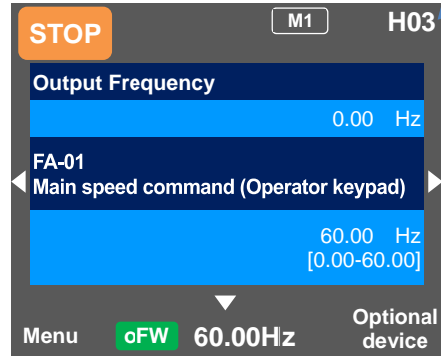 STOP
M1
H03
Output Frequency
0.00 Hz
FA-01
Main speed command (Operator keypad)
60.00 Hz
[0.00-60.00]
Menu
oFW
60.00Hz
Optional
device